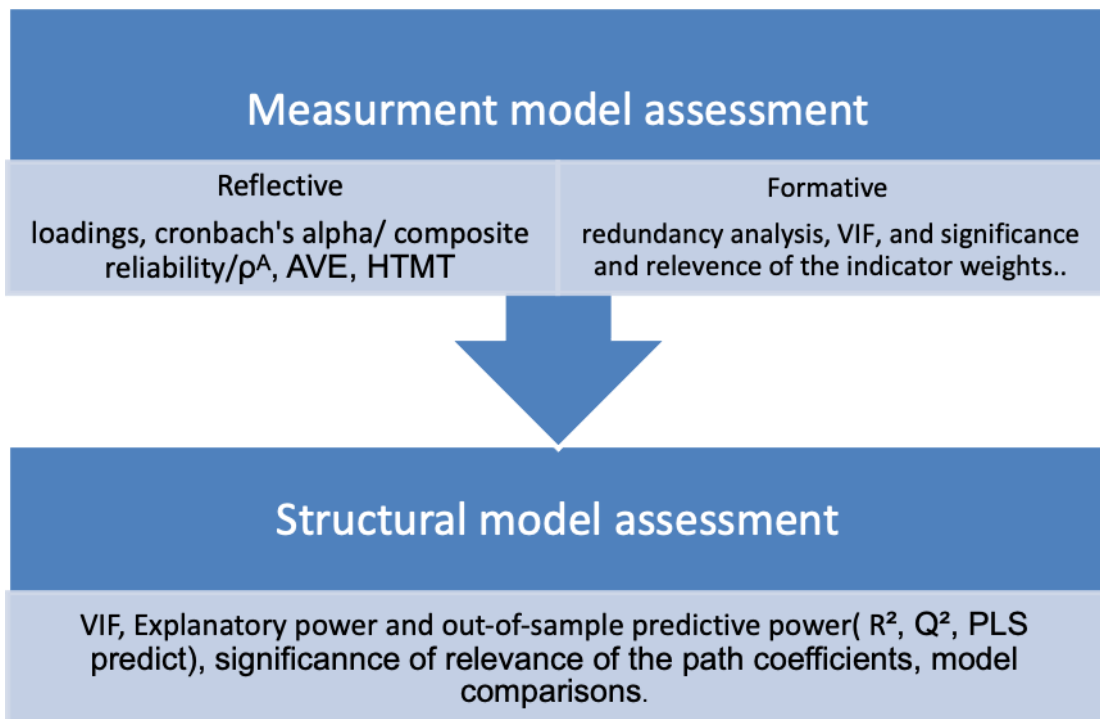 Measurment model assessment
Reflective
loadings, cronbach's alpha/ composite
reliability/ρᴬ, AVE, HTMT
Formative
redundancy analysis, VIF, and significance
and relevence of the indicator weights..
Structural model assessment
VIF, Explanatory power and out-of-sample predictive power( R², Q², PLS
predict), significannce of relevance of the path coefficients, model
comparisons.